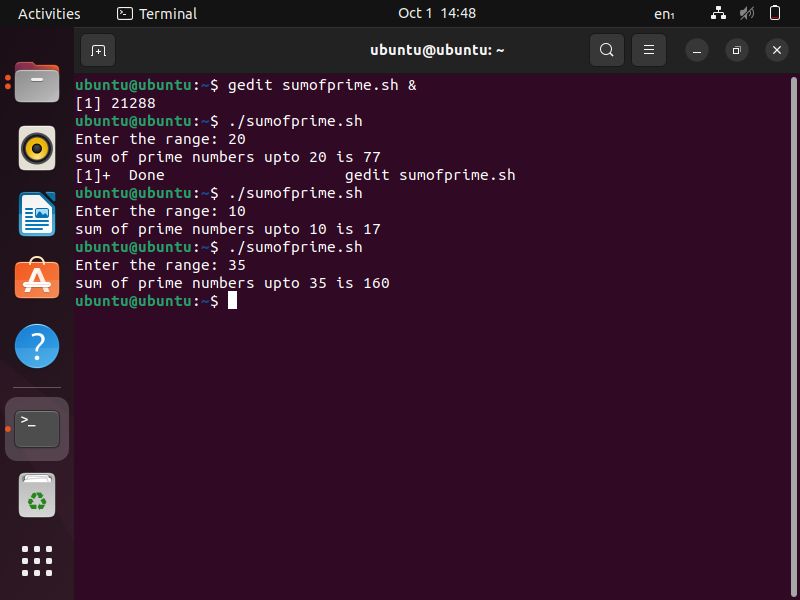 Activities
Terminal
Oct 1 14:48
en₁
ubuntu@ubuntu: ~
ubuntu@ubuntu:~$ gedit sumofprime.sh &
[1] 21288
ubuntu@ubuntu:~$ ./sumofprime.sh
Enter the range: 20
sum of prime numbers upto 20 is 77
[1]+  Done                    gedit sumofprime.sh
ubuntu@ubuntu:~$ ./sumofprime.sh
Enter the range: 10
sum of prime numbers upto 10 is 17
ubuntu@ubuntu:~$ ./sumofprime.sh
Enter the range: 35
sum of prime numbers upto 35 is 160
ubuntu@ubuntu:~$